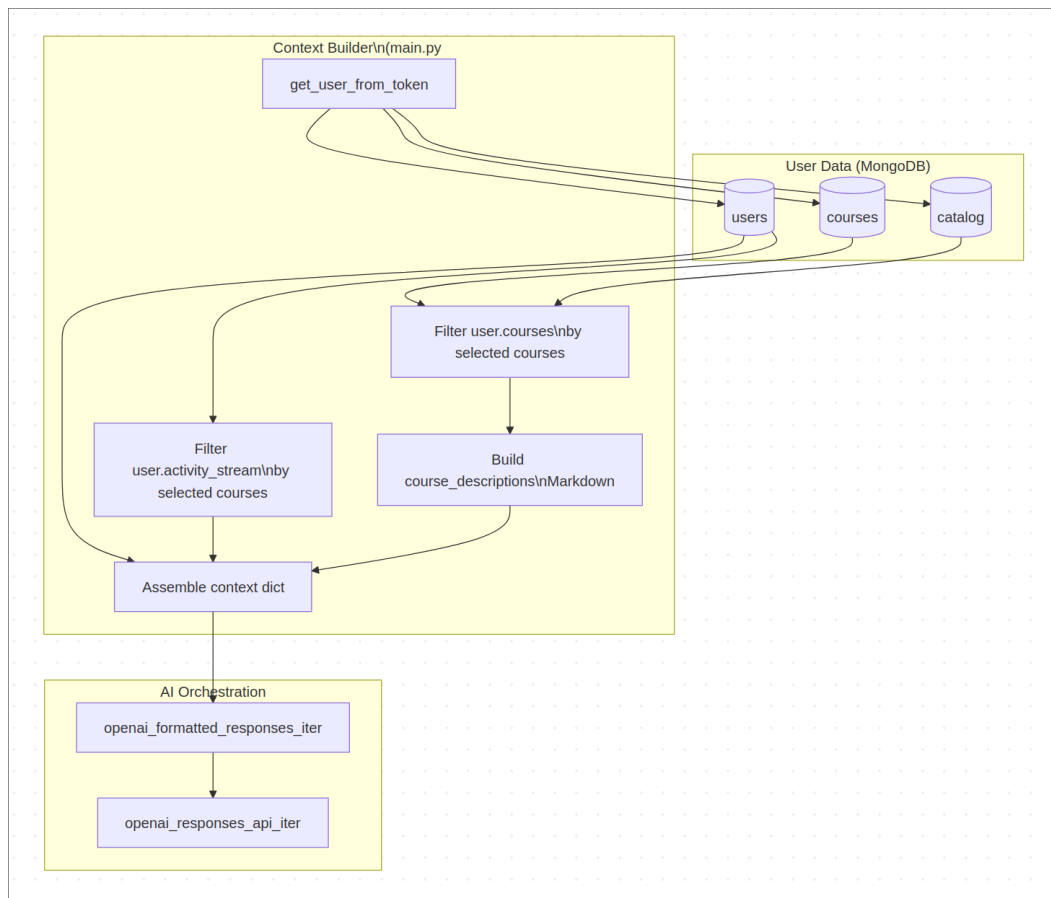 Context Builder\n(main.py
get_user_from_token
User Data (MongoDB)
users
courses
catalog
Filter user.courses\nby
selected courses
Filter
user.activity_stream\nby
selected courses
Build
course_descriptions\nMarkdown
Assemble context dict
AI Orchestration
openai_formatted_responses_iter
openai_responses_api_iter